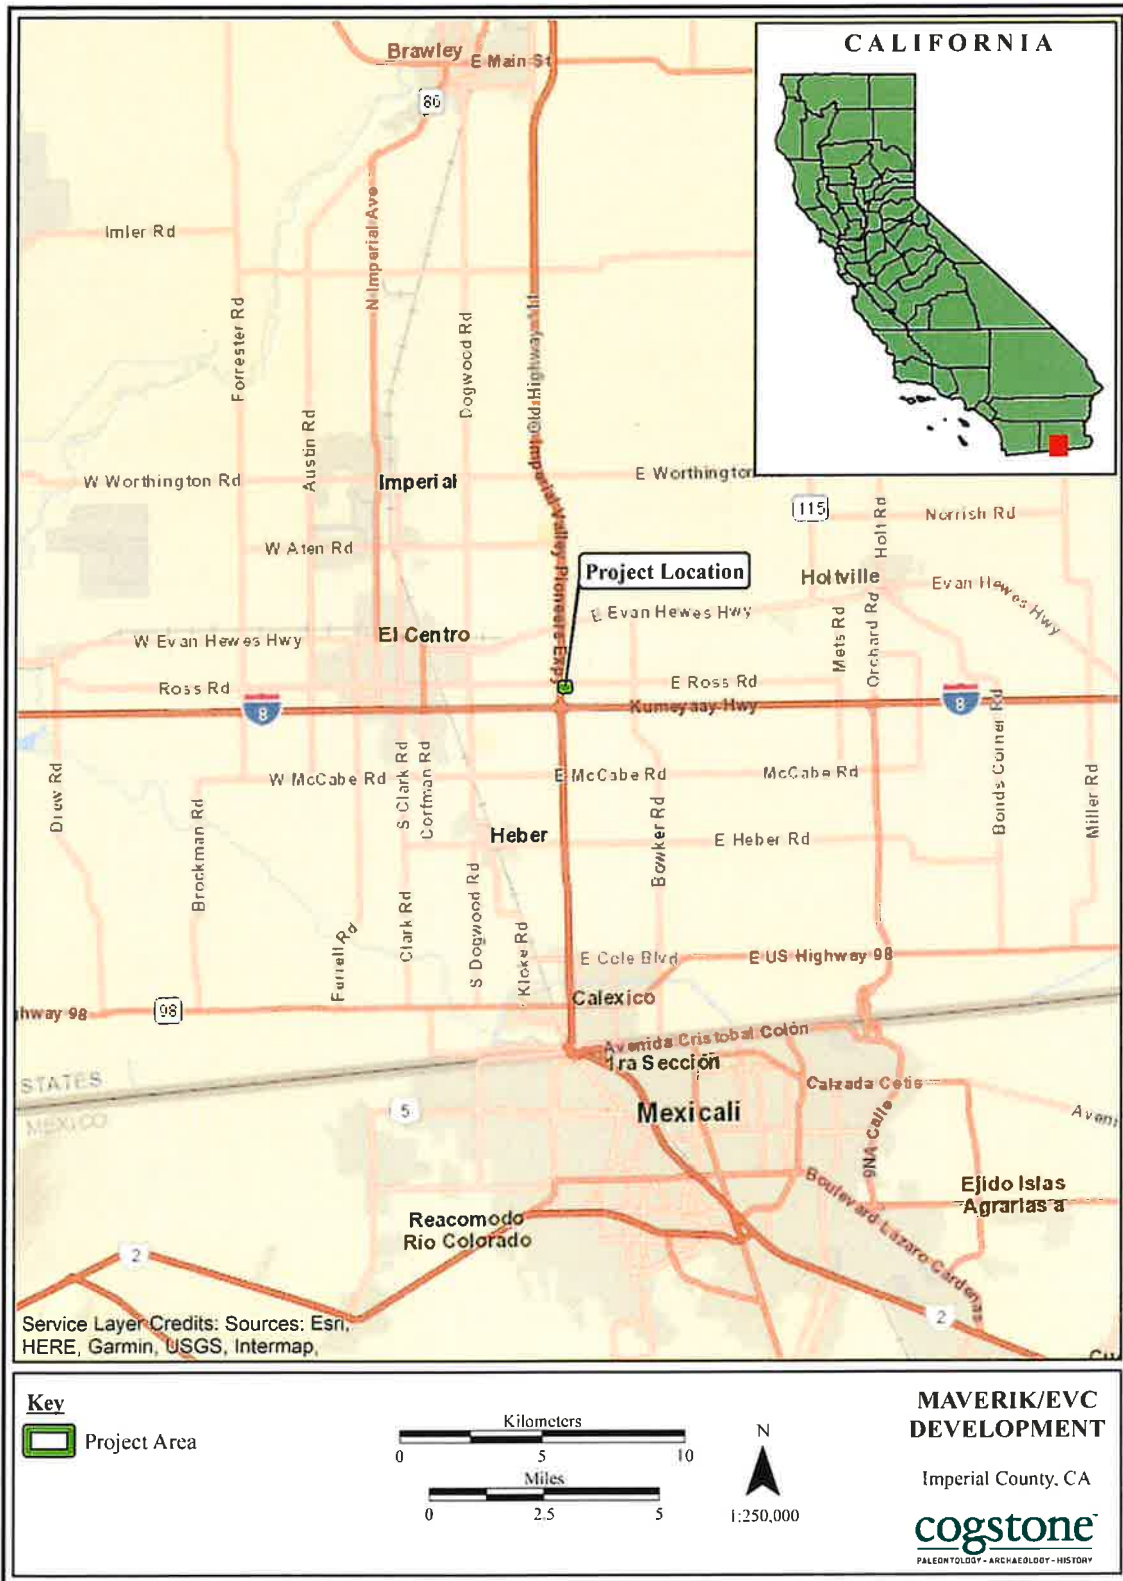 CALIFORNIA
Brawley
E Main St
86
Imler Rd
N Imperial Ave
Forrester Rd
Dogwood Rd
Old Highway 111
Austin Rd
W Worthington Rd
Imperial
E Worthington
115
Norrish Rd
Holt Rd
Imperial Valley Pioneers Expy
W Aten Rd
Project Location
Holtville
Evan Hewes Hwy
E Evan Hewes Hwy
W Evan Hewes Hwy
El Centro
Mets Rd
Orchard Rd
Ross Rd
E Ross Rd
8
Kumeyaay Hwy
8
Drew Rd
W McCabe Rd
S Clark Rd
Corfman Rd
E McCabe Rd
McCabe Rd
Bonds Corner Rd
Miller Rd
Brockman Rd
Heber
Bowker Rd
E Heber Rd
Ferrell Rd
Clark Rd
S Dogwood Rd
Kloke Rd
E Cole Blvd
E US Highway 98
Calexico
hway 98
98
Avenida Cristobal Colón
1ra Sección
STATES
MEXICO
5
Calzada Cetis
Mexicali
9NA Calle
Aveni
Boulevard Lazaro Cardenas
Ejido Islas
Agrarias a
Reacomodo
Rio Colorado
2
2
Service Layer Credits: Sources: Esri,
HERE, Garmin, USGS, Intermap,
Cu
Key
Project Area
Kilometers
0 5 10
Miles
0 2.5 5
N
1:250,000
MAVERIK/EVC
DEVELOPMENT
Imperial County, CA
cogstone
PALEONTOLOGY - ARCHAEOLOGY - HISTORY